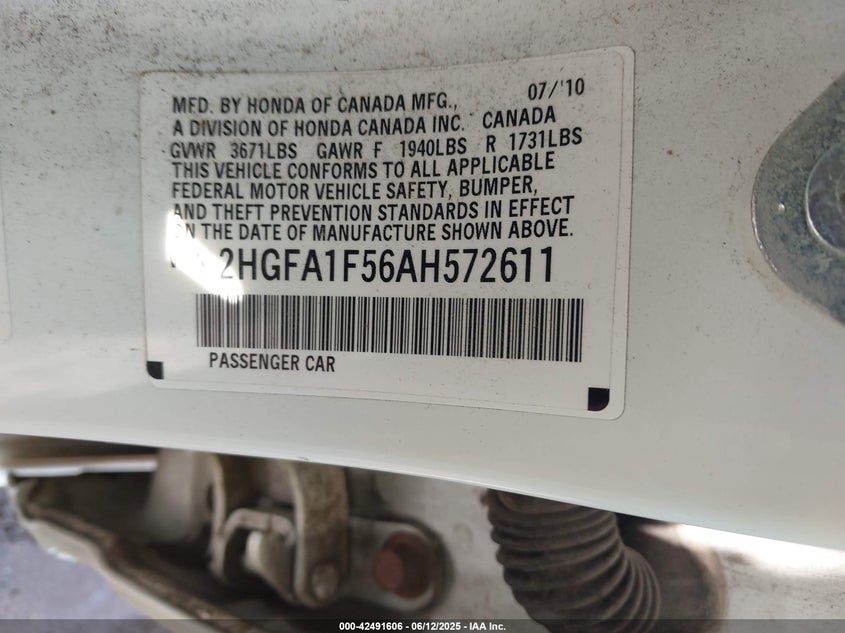 07/'10
MFD. BY HONDA OF CANADA MFG.,
A DIVISION OF HONDA CANADA INC. CANADA
GVWR 3671LBS GAWR F 1940LBS R 1731LBS
THIS VEHICLE CONFORMS TO ALL APPLICABLE
FEDERAL MOTOR VEHICLE SAFETY, BUMPER,
AND THEFT PREVENTION STANDARDS IN EFFECT
ON THE DATE OF MANUFACTURE SHOWN ABOVE.
2HGFA1F56AH572611
PASSENGER CAR
000-42491606 - 06/12/2025 - IAA Inc.